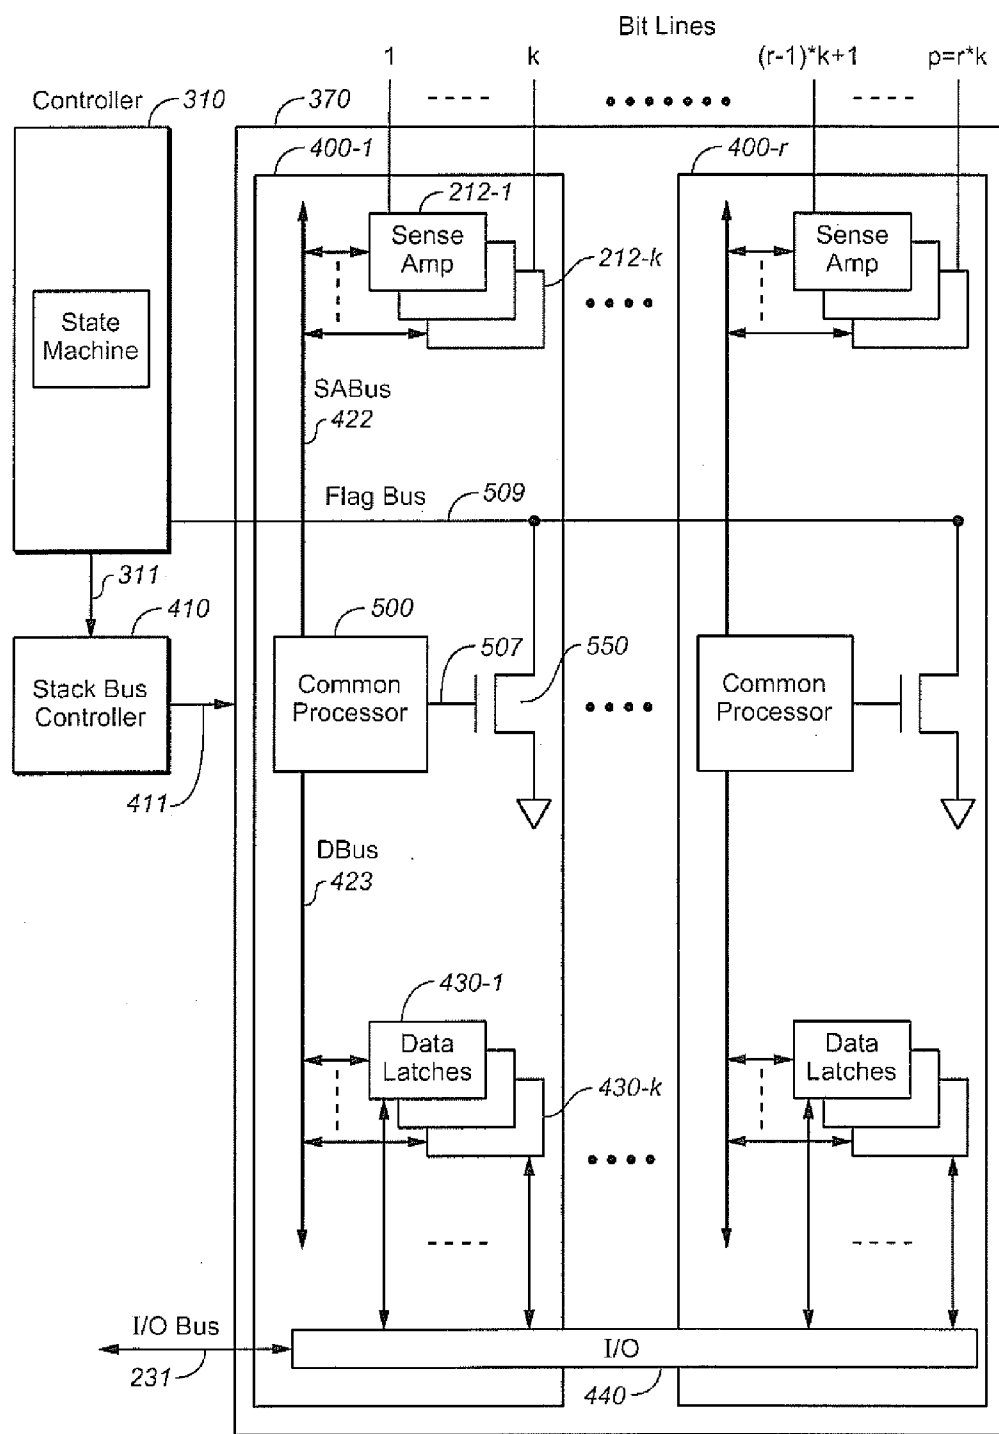 Bit Lines
1
k
(r-1)*k+1
p=r*k
Controller
310
370
400-1
400-r
212-1
Sense
Amp
212-k
Sense
Amp
State
Machine
SABus
422
Flag Bus
509
311
410
500
507
550
Stack Bus
Controller
Common
Processor
Common
Processor
411
DBus
423
430-1
Data
Latches
430-k
Data
Latches
I/O Bus
231
I/O
440